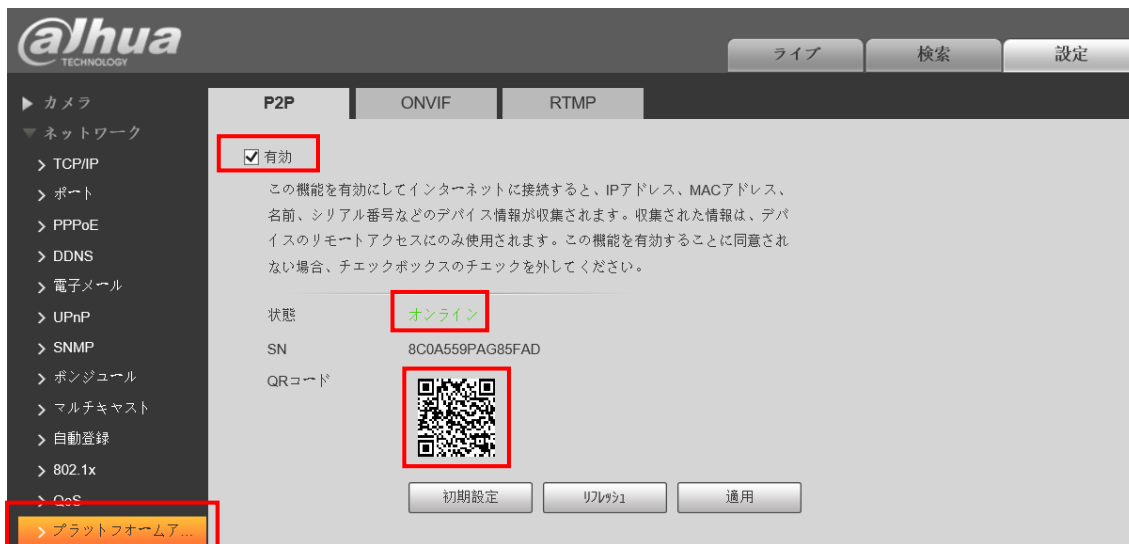 alhua
TECHNOLOGY
ライブ
検索
設定
カメラ
ネットワーク
TCP/IP
ポート
PPPoE
DDNS
電子メール
UPnP
SNMP
ボンジュール
マルチキャスト
自動登録
802.1x
QoS
プラットフォームア...
P2P
ONVIF
RTMP
有効
この機能を有効にしてインターネットに接続すると、IPアドレス、MACアドレス、
名前、シリアル番号などのデバイス情報が収集されます。収集された情報は、デバ
イスのリモートアクセスにのみ使用されます。この機能を有効することに同意され
ない場合、チェックボックスのチェックを外してください。
状態
オンライン
SN
8C0A559PAG85FAD
QRコード
初期設定
リフレッシュ
適用